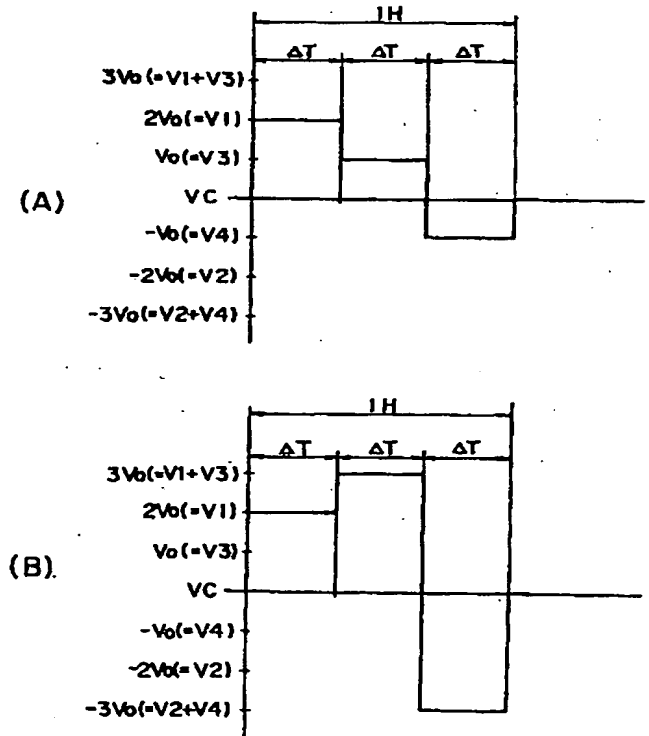 1H
ΔT ΔT ΔT
3Vo(=V1+V3)
2Vo(=V1)
Vo(=V3)
(A)
VC
-Vo(=V4)
-2Vo(=V2)
-3Vo(=V2+V4)
1H
ΔT ΔT ΔT
3Vo(=V1+V3)
2Vo(=V1)
Vo(=V3)
(B).
VC
-Vo(=V4)
-2Vo(=V2)
-3Vo(=V2+V4)